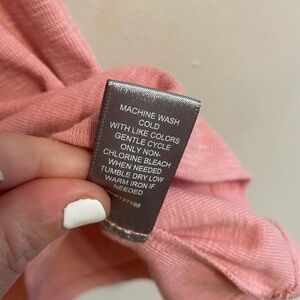 MACHINE WASH
COLD
WITH LIKE COLORS
GENTLE CYCLE
ONLY NON-
CHLORINE BLEACH
WHEN NEEDED
TUMBLE DRY LOW
WARM IRON IF
NEEDED